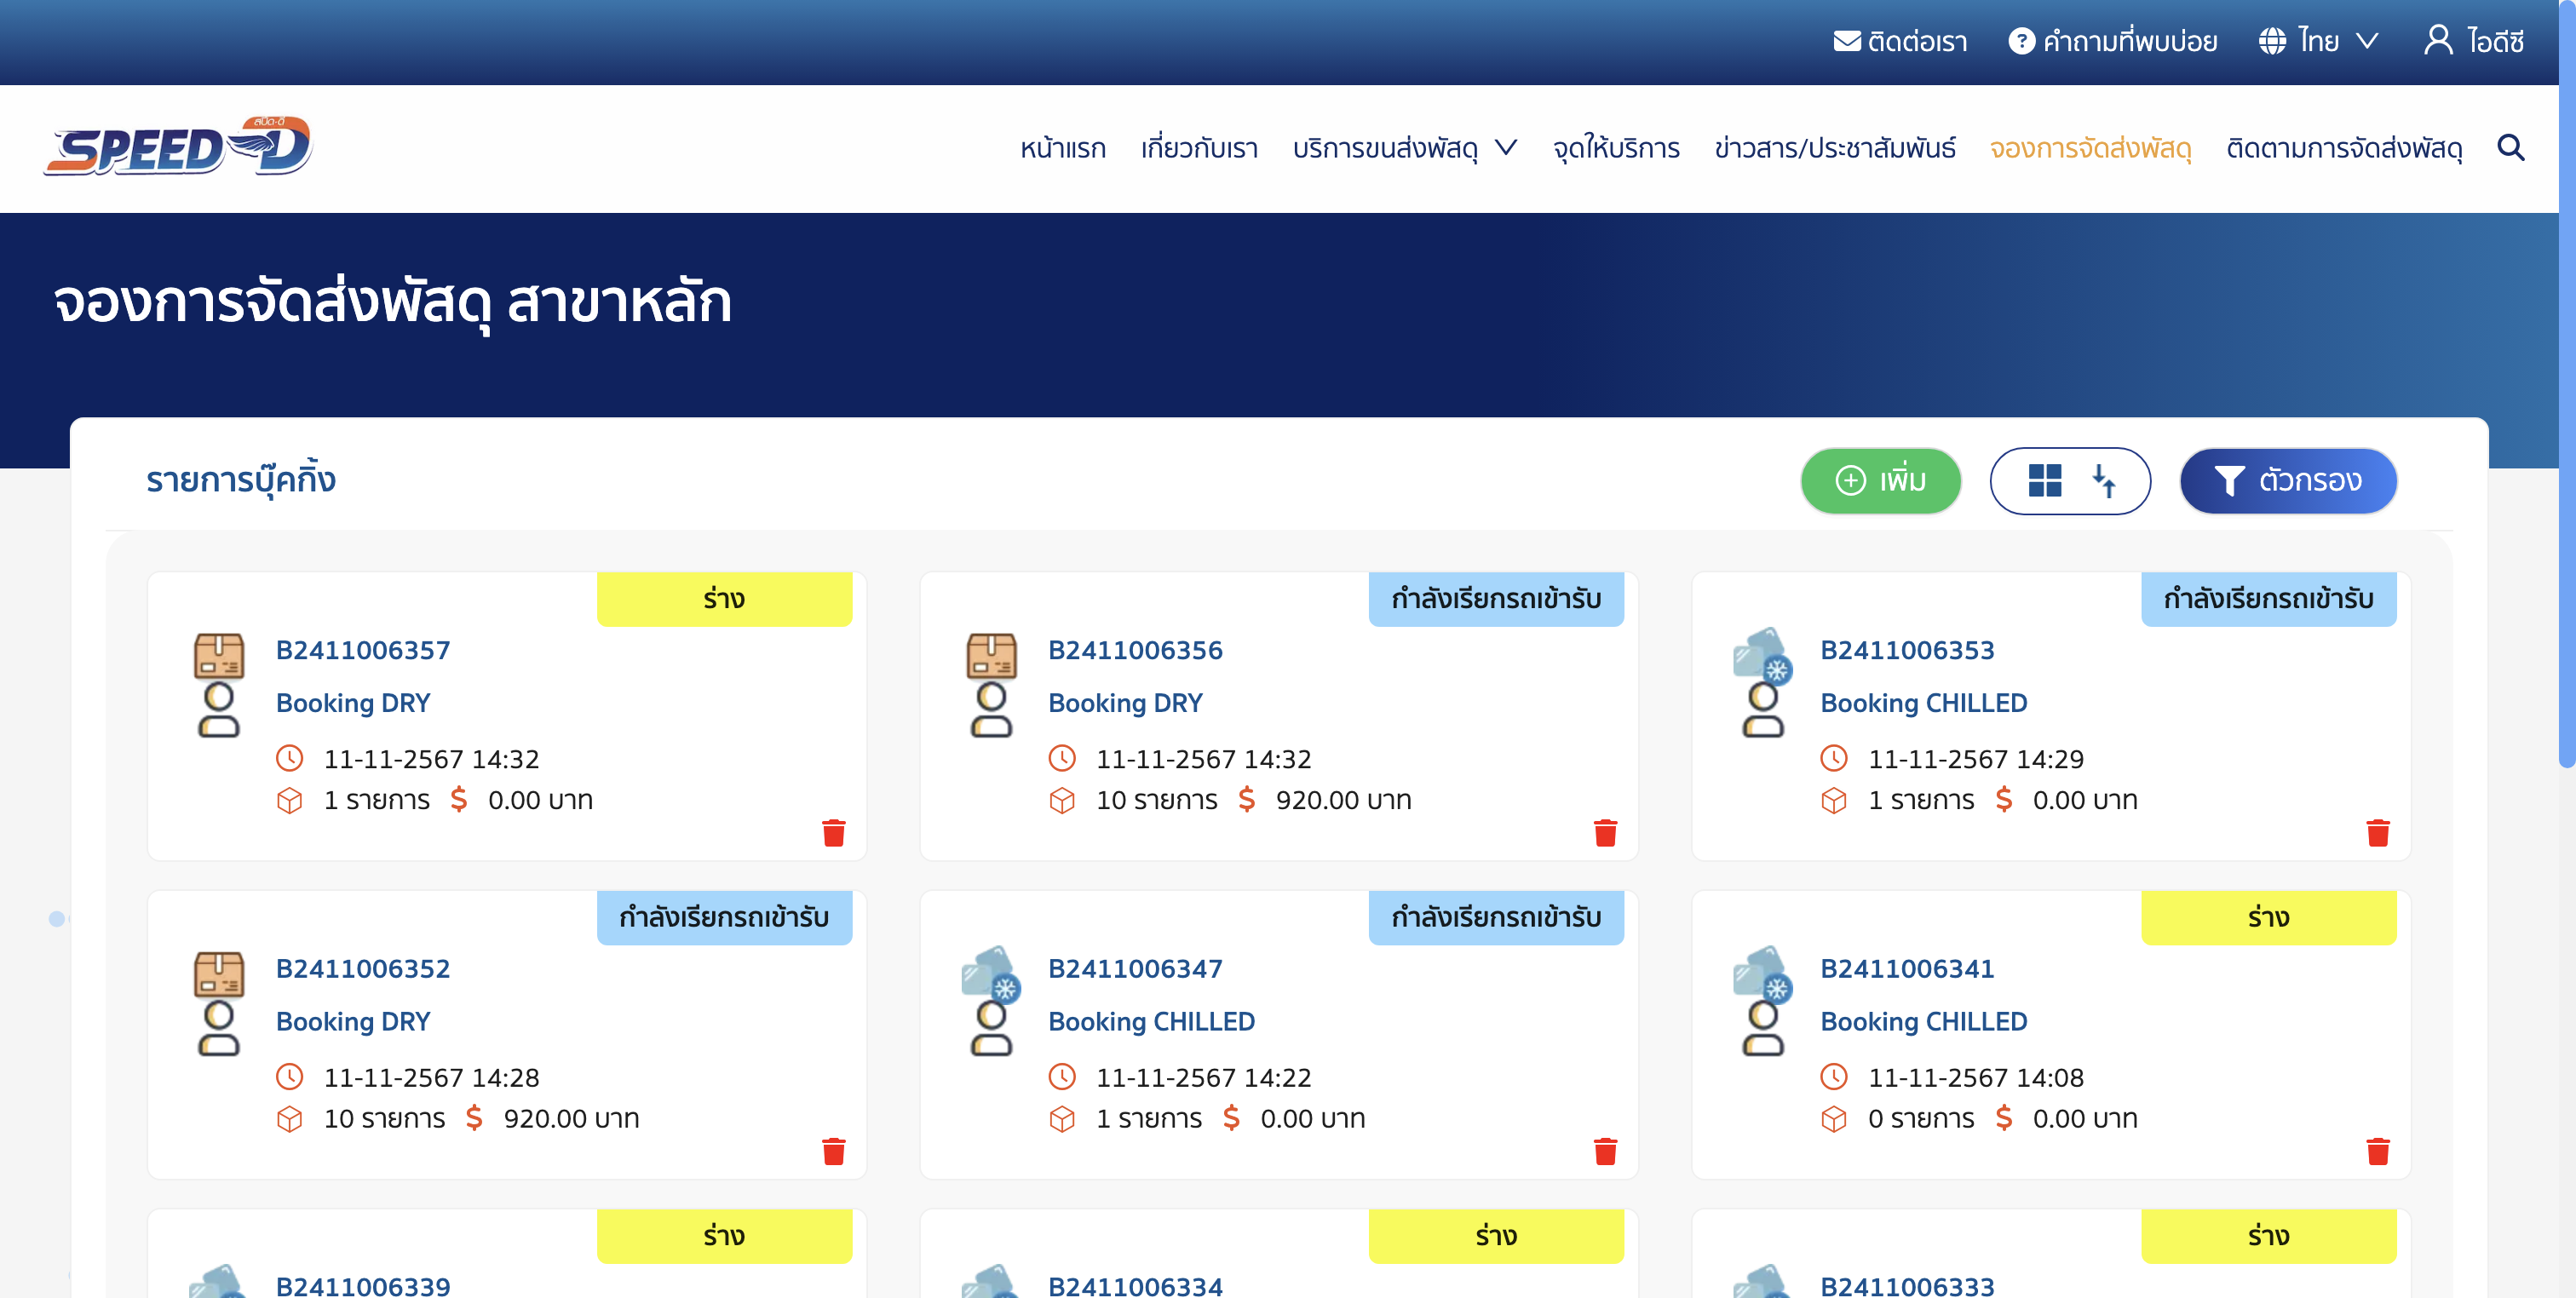 ติดต่อเรา คำถามที่พบบ่อย ไทย ไอดีซี
สปีด-ดี
SPEED-D
หน้าแรก เกี่ยวกับเรา บริการขนส่งพัสดุ จุดให้บริการ ข่าวสาร/ประชาสัมพันธ์ จองการจัดส่งพัสดุ ติดตามการจัดส่งพัสดุ
จองการจัดส่งพัสดุ สาขาหลัก
รายการบุ๊คกิ้ง
เพิ่ม
ตัวกรอง
ร่าง
B2411006357
Booking DRY
11-11-2567 14:32
1 รายการ $ 0.00 บาท
กำลังเรียกรถเข้ารับ
B2411006356
Booking DRY
11-11-2567 14:32
10 รายการ $ 920.00 บาท
กำลังเรียกรถเข้ารับ
B2411006353
Booking CHILLED
11-11-2567 14:29
1 รายการ $ 0.00 บาท
กำลังเรียกรถเข้ารับ
B2411006352
Booking DRY
11-11-2567 14:28
10 รายการ $ 920.00 บาท
กำลังเรียกรถเข้ารับ
B2411006347
Booking CHILLED
11-11-2567 14:22
1 รายการ $ 0.00 บาท
ร่าง
B2411006341
Booking CHILLED
11-11-2567 14:08
0 รายการ $ 0.00 บาท
ร่าง
B2411006339
ร่าง
B2411006334
ร่าง
B2411006333